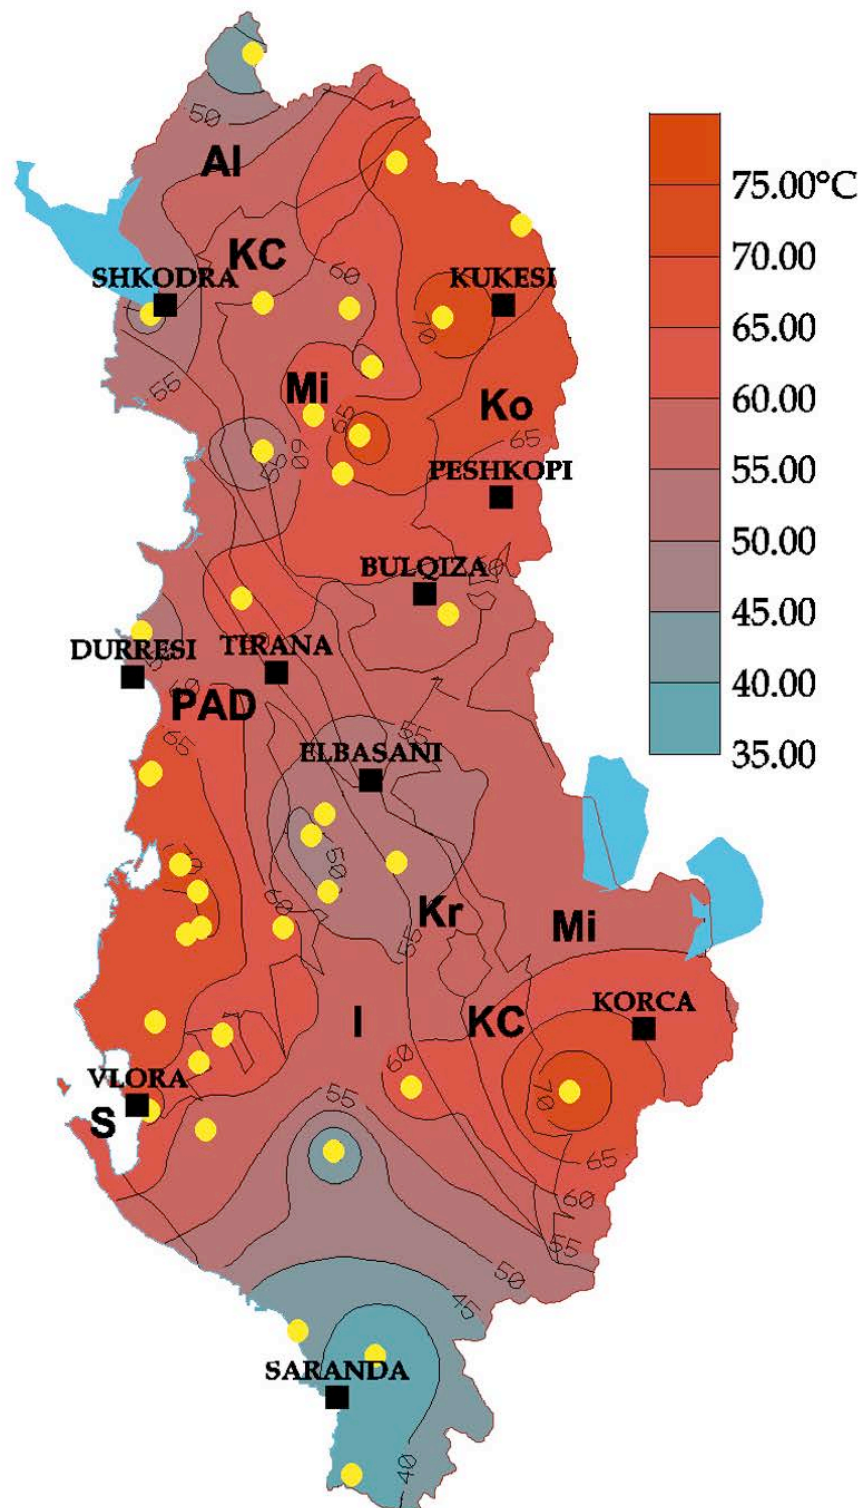 50
Al
KC
60
SHKODRA
KUKESI
70
55
Mi
65
Ko
60
65
PESHKOPI
BULQIZA
DURRESI
TIRANA
PAD
65
55
ELBASANI
70
50
60
Kr
55
Mi
I
KC
KORCA
60
VLORA
S
55
70
65
60
55
50
45
SARANDA
40
75.00°C
70.00
65.00
60.00
55.00
50.00
45.00
40.00
35.00